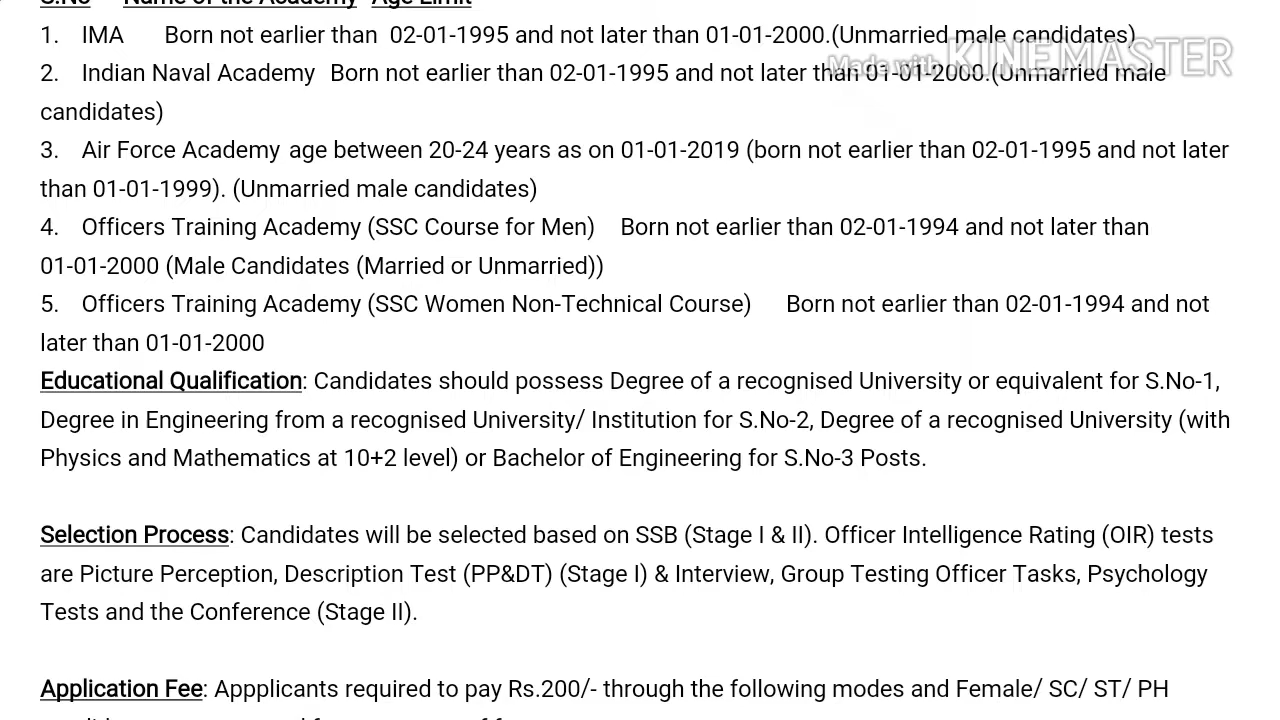 S.No Name of the Academy Age Limit
1. IMA Born not earlier than 02-01-1995 and not later than 01-01-2000.(Unmarried male candidates)
Made with KINEMASTER
2. Indian Naval Academy Born not earlier than 02-01-1995 and not later than 01-01-2000.(Unmarried male
candidates)
3. Air Force Academy age between 20-24 years as on 01-01-2019 (born not earlier than 02-01-1995 and not later
than 01-01-1999). (Unmarried male candidates)
4. Officers Training Academy (SSC Course for Men) Born not earlier than 02-01-1994 and not later than
01-01-2000 (Male Candidates (Married or Unmarried))
5. Officers Training Academy (SSC Women Non-Technical Course) Born not earlier than 02-01-1994 and not
later than 01-01-2000
Educational Qualification: Candidates should possess Degree of a recognised University or equivalent for S.No-1,
Degree in Engineering from a recognised University/ Institution for S.No-2, Degree of a recognised University (with
Physics and Mathematics at 10+2 level) or Bachelor of Engineering for S.No-3 Posts.
Selection Process: Candidates will be selected based on SSB (Stage I & II). Officer Intelligence Rating (OIR) tests
are Picture Perception, Description Test (PP&DT) (Stage I) & Interview, Group Testing Officer Tasks, Psychology
Tests and the Conference (Stage II).
Application Fee: Appplicants required to pay Rs.200/- through the following modes and Female/ SC/ ST/ PH